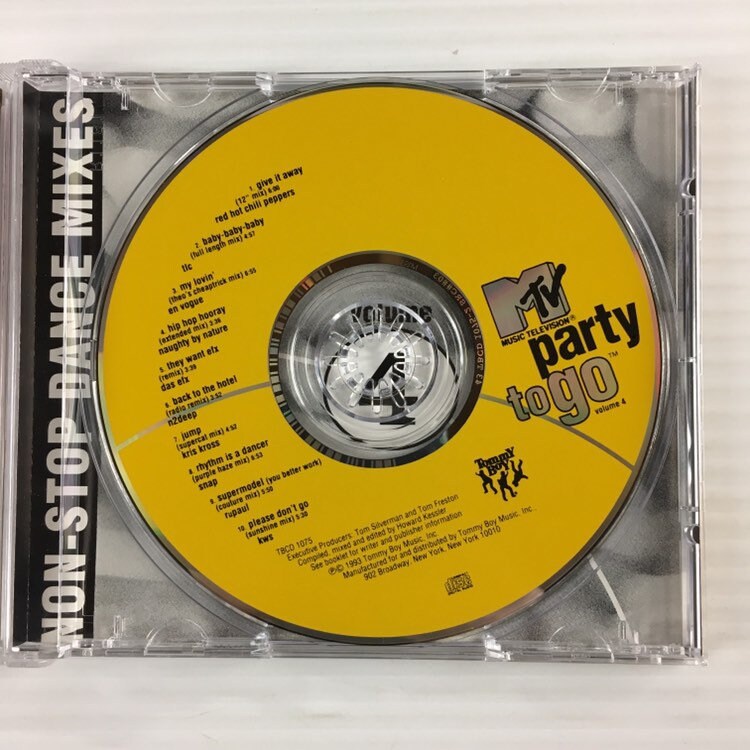 NON-STOP DANCE MIXES
1. give it away
(12" mix) 6:06
red hot chili peppers
2. baby-baby-baby
(full length mix) 4:57
tlc
3. my lovin'
(theo's cheaptrick mix) 6:55
en vogue
4. hip hop hooray
(extended mix) 3:36
naughty by nature
5. they want efx
(remix) 3:39
das efx
6. back to the hotel
(radio remix) 3:52
n2deep
7. jump
(supercat mix) 4:52
kris kross
8. rhythm is a dancer
(purple haze mix) 6:53
snap
9. supermodel (you better work)
(couture mix) 5:50
rupaul
10. please don't go
(sunshine mix) 5:39
kws
TBCD 1075
Executive Producers: Tom Silverman and Tom Freston
Compiled, mixed and edited by Howard Kessler
See booklet for writer and publisher information
℗© 1993 Tommy Boy Music, Inc.
Manufactured for and distributed by Tommy Boy Music, Inc.,
902 Broadway, New York, New York 10010
volume
MTV
MUSIC TELEVISION®
party
to go™
volume 4
Tommy
Boy